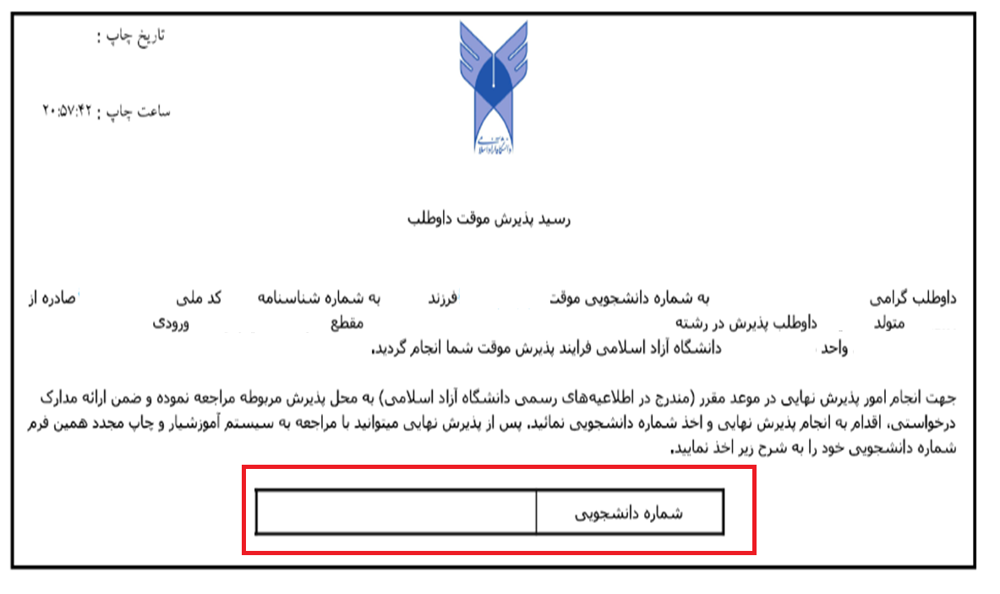 تاریخ چاپ :
ساعت چاپ : ۲۰:۵۷:۴۲
دانشگاه آزاد اسلامی
رسید پذیرش موقت داوطلب
داوطلب گرامی به شماره دانشجویی موقت فرزند به شماره شناسنامه کد ملی صادره از
متولد داوطلب پذیرش در رشته مقطع ورودی
واحد دانشگاه آزاد اسلامی فرایند پذیرش موقت شما انجام گردید.
جهت انجام امور پذیرش نهایی در موعد مقرر (مندرج در اطلاعیه‌های رسمی دانشگاه آزاد اسلامی) به محل پذیرش مربوطه مراجعه نموده و ضمن ارائه مدارک
درخواستی، اقدام به انجام پذیرش نهایی و اخذ شماره دانشجویی نمائید. پس از پذیرش نهایی میتوانید با مراجعه به سیستم آموزشیار و چاپ مجدد همین فرم
شماره دانشجویی خود را به شرح زیر اخذ نمایید.
شماره دانشجویی